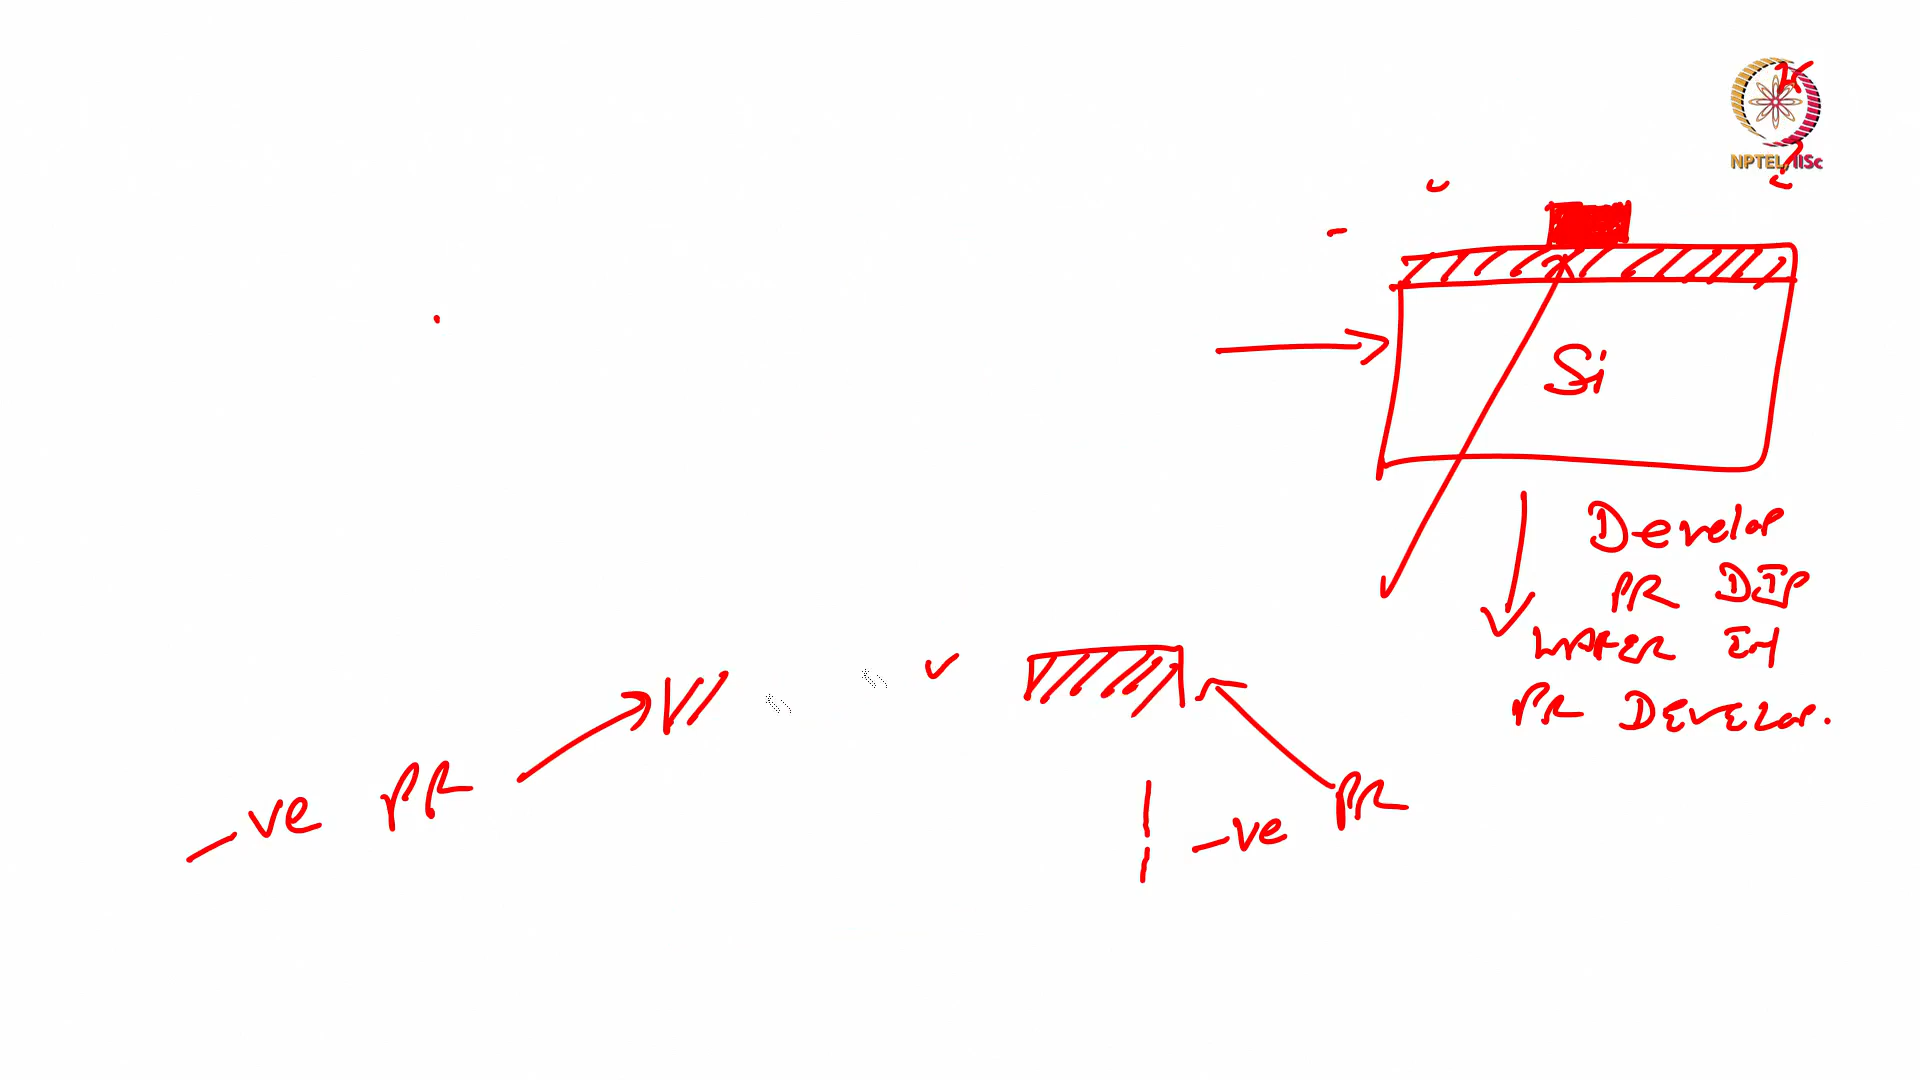 NPTEL, IISc
Si
Develop
PR DIP
WAFER IN
PR DEVELOP.
-ve PR
-ve PR